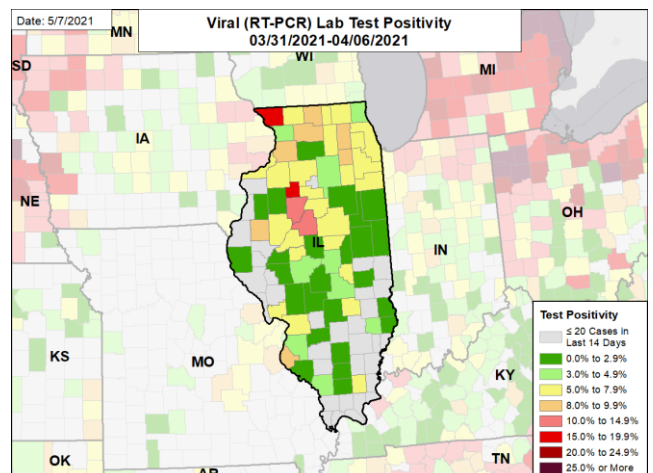 Date: 5/7/2021
Viral (RT-PCR) Lab Test Positivity
03/31/2021-04/06/2021
MN
SD
WI
MI
IA
NE
OH
IL
IN
KS
MO
KY
OK
AR
TN
Test Positivity
≤ 20 Cases in
Last 14 Days
0.0% to 2.9%
3.0% to 4.9%
5.0% to 7.9%
8.0% to 9.9%
10.0% to 14.9%
15.0% to 19.9%
20.0% to 24.9%
25.0% or More